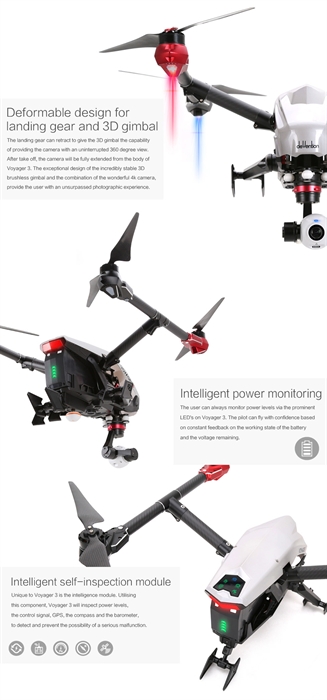 Deformable design for
landing gear and 3D gimbal
The landing gear can retract to give the 3D gimbal the capability
of providing the camera with an uninterrupted 360 degree view.
After take off, the camera will be fully extended from the body of
Voyager 3. The exceptional design of the incredibly stable 3D
brushless gimbal and the combination of the wonderful 4k camera,
provide the user with an unsurpassed photographic experience.
devention
Intelligent power monitoring
The user can always monitor power levels via the prominent
LED's on Voyager 3. The pilot can fly with confidence based
on constant feedback on the working state of the battery
and the voltage remaining.
Intelligent self-inspection module
Unique to Voyager 3 is the intelligence module. Utilising
this component, Voyager 3 will inspect power levels,
the control signal, GPS, the compass and the barometer,
to detect and prevent the possibility of a serious malfunction.